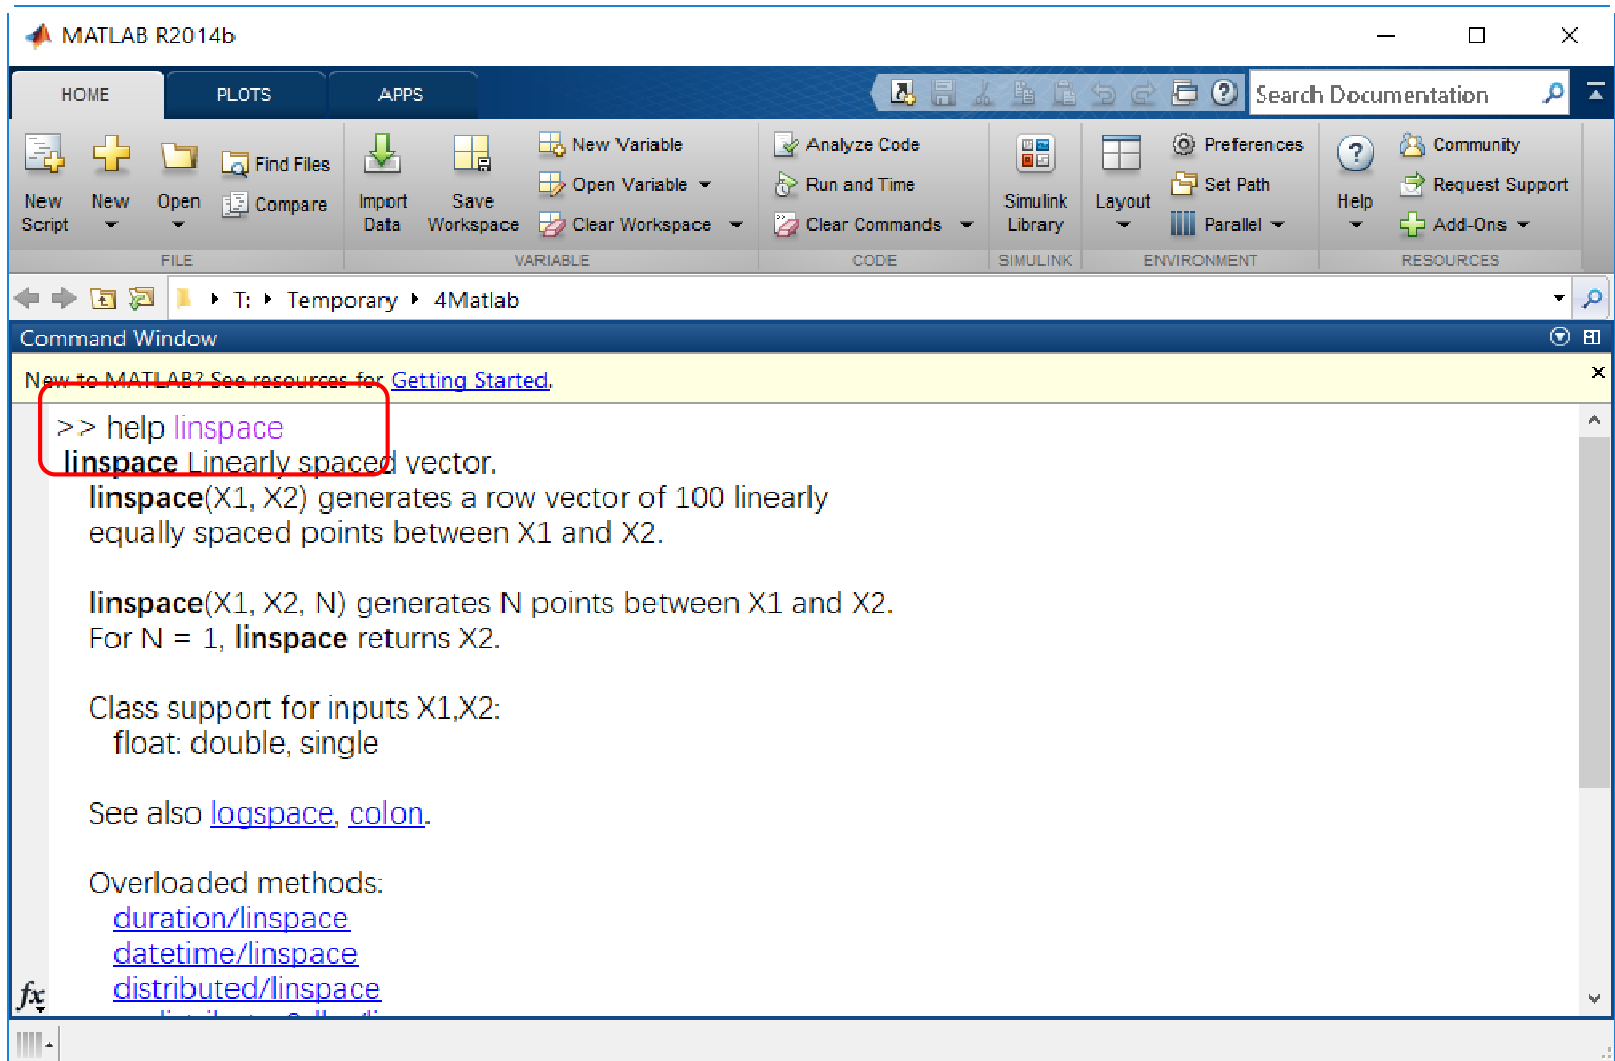 MATLAB R2014b
HOME PLOTS APPS Search Documentation
New Script New Open Find Files Compare Import Data Save Workspace New Variable Open Variable Clear Workspace Analyze Code Run and Time Clear Commands Simulink Library Layout Preferences Set Path Parallel Help Community Request Support Add-Ons
FILE VARIABLE CODE SIMULINK ENVIRONMENT RESOURCES
T: Temporary 4Matlab
Command Window
New to MATLAB? See resources for Getting Started.
>> help linspace
linspace Linearly spaced vector.
linspace(X1, X2) generates a row vector of 100 linearly
equally spaced points between X1 and X2.
linspace(X1, X2, N) generates N points between X1 and X2.
For N = 1, linspace returns X2.
Class support for inputs X1,X2:
float: double, single
See also logspace, colon.
Overloaded methods:
duration/linspace
datetime/linspace
distributed/linspace
fx